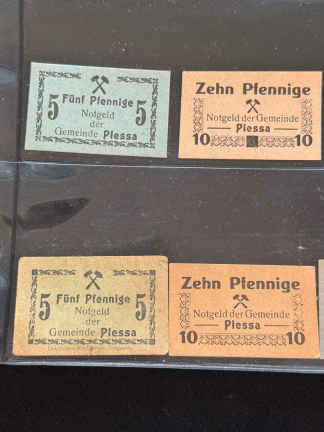 Fünf Pfennige
5 Notgeld 5
der
Gemeinde Plessa
Zehn Pfennige
Notgeld der Gemeinde
Plessa
10 10
Fünf Pfennige
5 Notgeld 5
der
Gemeinde Plessa
Zehn Pfennige
Notgeld der Gemeinde
Plessa
10 10